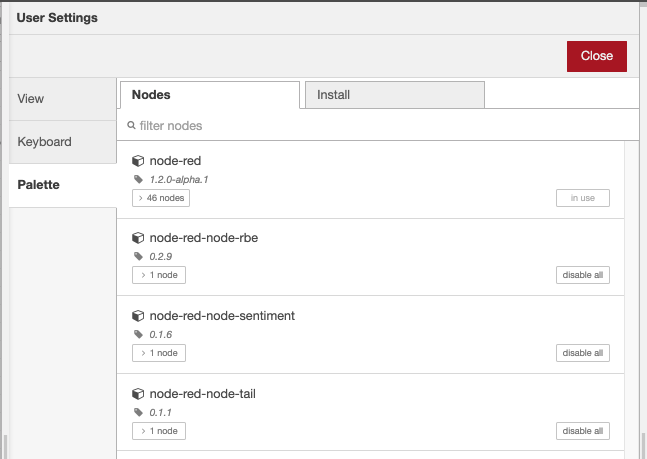 User Settings
Close
View
Keyboard
Palette
Nodes
Install
filter nodes
node-red
1.2.0-alpha.1
46 nodes
in use
node-red-node-rbe
0.2.9
1 node
disable all
node-red-node-sentiment
0.1.6
1 node
disable all
node-red-node-tail
0.1.1
1 node
disable all